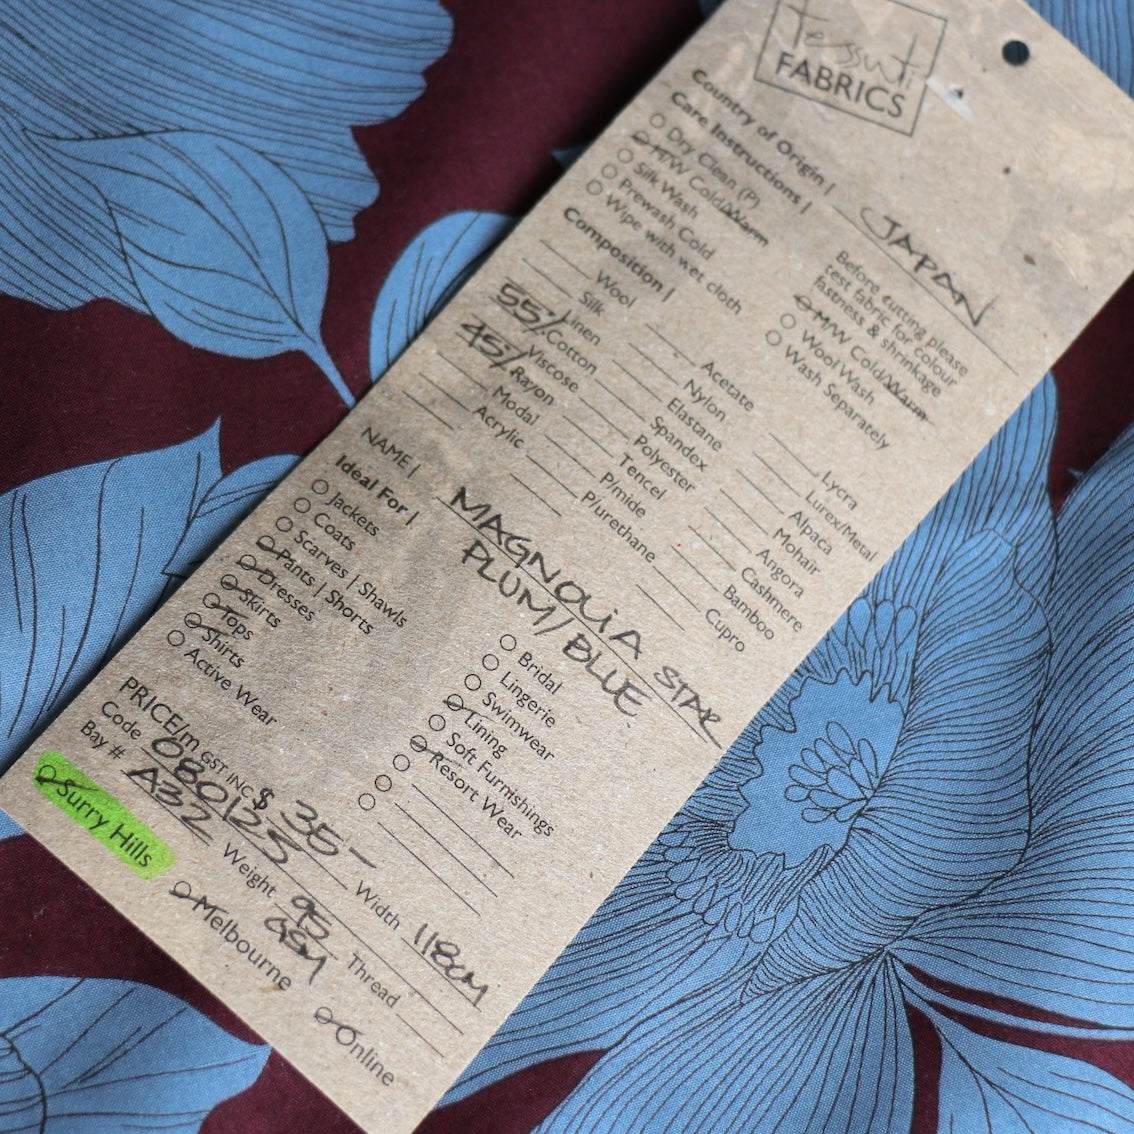 tessuti
FABRICS
Country of Origin | JAPAN
Care Instructions |
Dry Clean (P)
H/W Cold/Warm
Silk Wash
Prewash Cold
Wipe with wet cloth
Before cutting please
test fabric for colour
fastness & shrinkage
M/W Cold/Warm
Wool Wash
Wash Separately
Composition |
Wool
Silk
55% Linen
45% Cotton
Viscose
Rayon
Modal
Acrylic
Acetate
Nylon
Elastane
Spandex
Polyester
Tencel
P/mide
P/urethane
Lycra
Lurex/Metal
Alpaca
Mohair
Angora
Cashmere
Bamboo
Cupro
NAME | MAGNOLIA STAR
PLUM/BLUE
Ideal For |
Jackets
Coats
Scarves | Shawls
Pants | Shorts
Dresses
Skirts
Tops
Shirts
Active Wear
Bridal
Lingerie
Swimwear
Lining
Soft Furnishings
Resort Wear
PRICE/m GST INC $ 35- Width 118cm
Code 080125 Weight 95 GSM Thread
Bay # A372
Surry Hills Melbourne Online